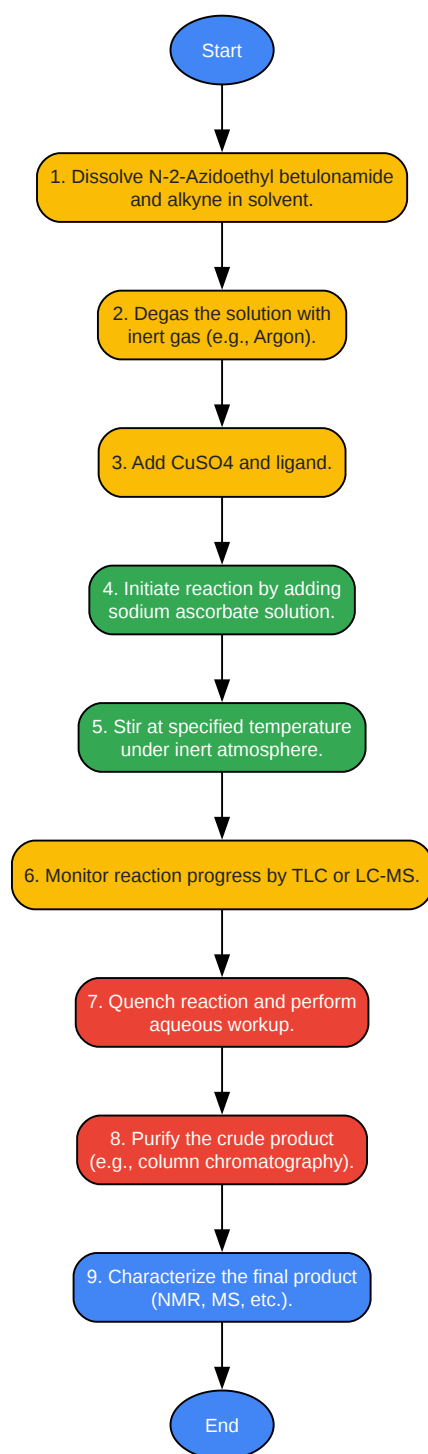 Start
1. Dissolve N-2-Azidoethyl betulonamide
and alkyne in solvent.
2. Degas the solution with
inert gas (e.g., Argon).
3. Add CuSO4 and ligand.
4. Initiate reaction by adding
sodium ascorbate solution.
5. Stir at specified temperature
under inert atmosphere.
6. Monitor reaction progress by TLC or LC-MS.
7. Quench reaction and perform
aqueous workup.
8. Purify the crude product
(e.g., column chromatography).
9. Characterize the final product
(NMR, MS, etc.).
End